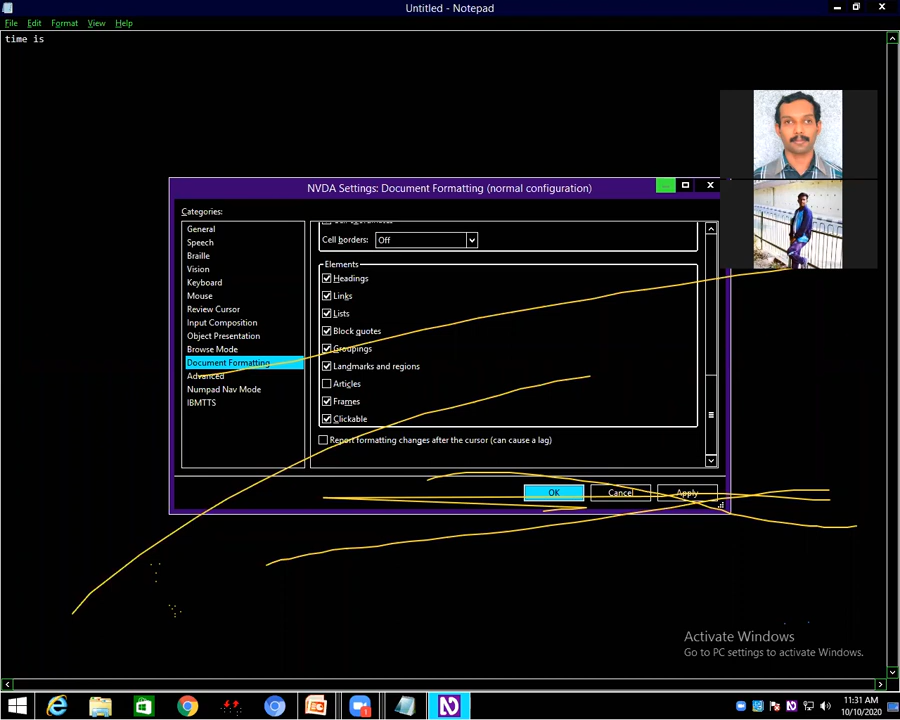 Untitled - Notepad
File Edit Format View Help
time is
NVDA Settings: Document Formatting (normal configuration)
Categories:
General
Speech
Braille
Vision
Keyboard
Mouse
Review Cursor
Input Composition
Object Presentation
Browse Mode
Document Formatting
Advanced
Numpad Nav Mode
IBMTTS
Cell borders: Off
Elements
Headings
Links
Lists
Block quotes
Groupings
Landmarks and regions
Articles
Frames
Clickable
Report formatting changes after the cursor (can cause a lag)
OK Cancel Apply
Activate Windows
Go to PC settings to activate Windows.
11:31 AM
10/10/2020